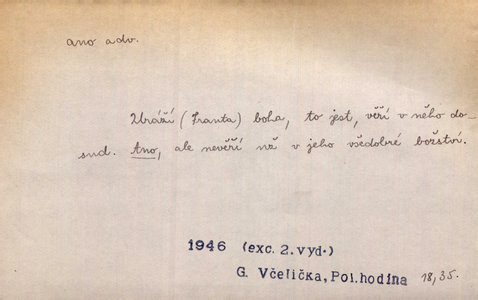 ano adv.
Uráží (Franta) boha, to jest, věří v něho do-
sud. Ano, ale nevěří než v jeho všedobré božství.
1946 (exc. 2. vyd.)
G. Včelička, Pol. hodina 18,35.